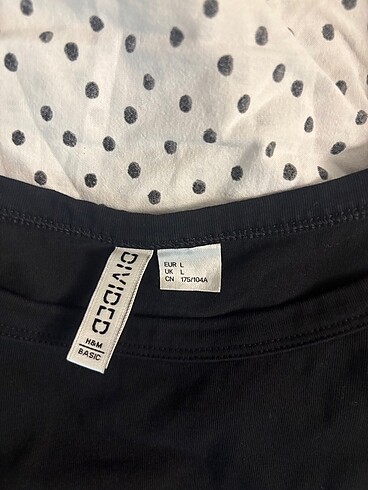 DIVIDED
H&M
BASIC
EUR L
UK L
CN 175/104A